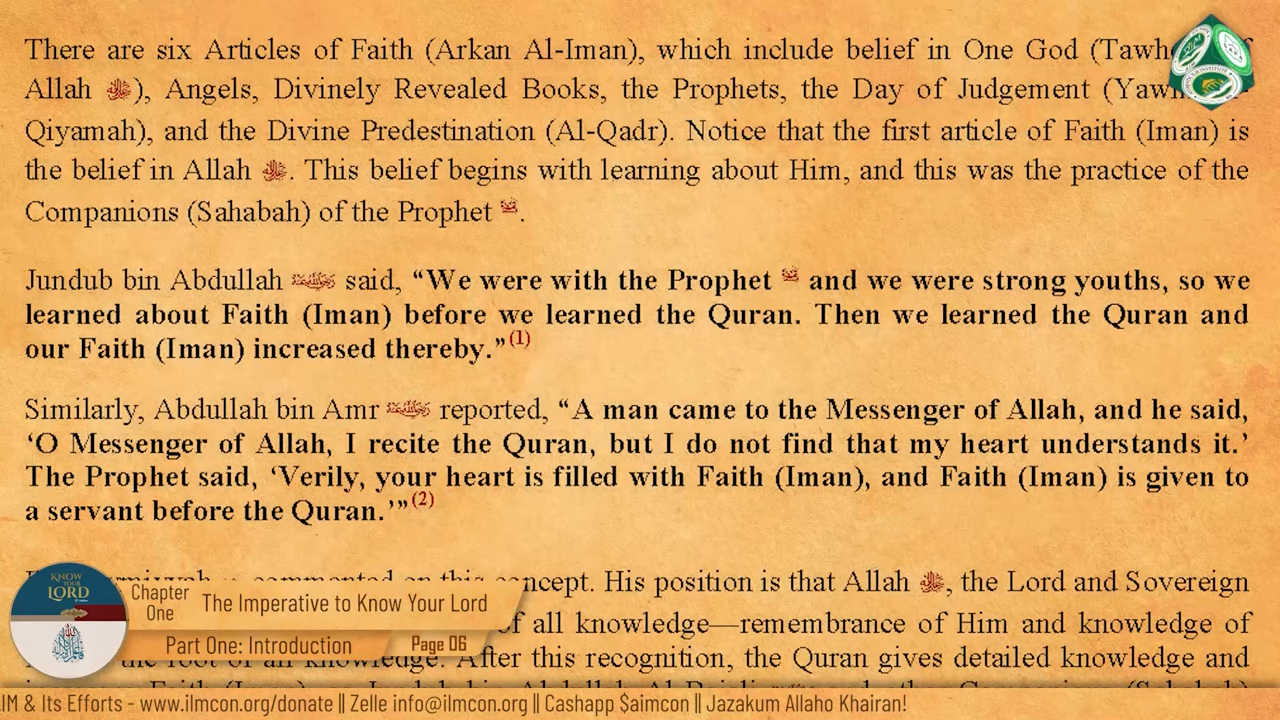 There are six Articles of Faith (Arkan Al-Iman), which include belief in One God
Allah ﷻ), Angels, Divinely Revealed Books, the Prophets, the Day of Judgement
Qiyamah), and the Divine Predestination (Al-Qadr). Notice that the first article of Faith (Iman) is
the belief in Allah ﷻ. This belief begins with learning about Him, and this was the practice of the
Companions (Sahabah) of the Prophet ﷺ.
Jundub bin Abdullah said, “We were with the Prophet ﷺ and we were strong youths, so we
learned about Faith (Iman) before we learned the Quran. Then we learned the Quran and
our Faith (Iman) increased thereby.”(1)
Similarly, Abdullah bin Amr reported, “A man came to the Messenger of Allah, and he said,
‘O Messenger of Allah, I recite the Quran, but I do not find that my heart understands it.’
The Prophet said, ‘Verily, your heart is filled with Faith (Iman), and Faith (Iman) is given to
a servant before the Quran.’”(2)
commented on this concept. His position is that Allah ﷻ, the Lord and Sovereign
of all knowledge—remembrance of Him and knowledge of
the root of all knowledge. After this recognition, the Quran gives detailed knowledge and
KNOW YOUR LORD
Chapter One
The Imperative to Know Your Lord
Part One: Introduction
Page 06
IM & Its Efforts - www.ilmcon.org/donate || Zelle info@ilmcon.org || Cashapp $aimcon || Jazakum Allaho Khairan!